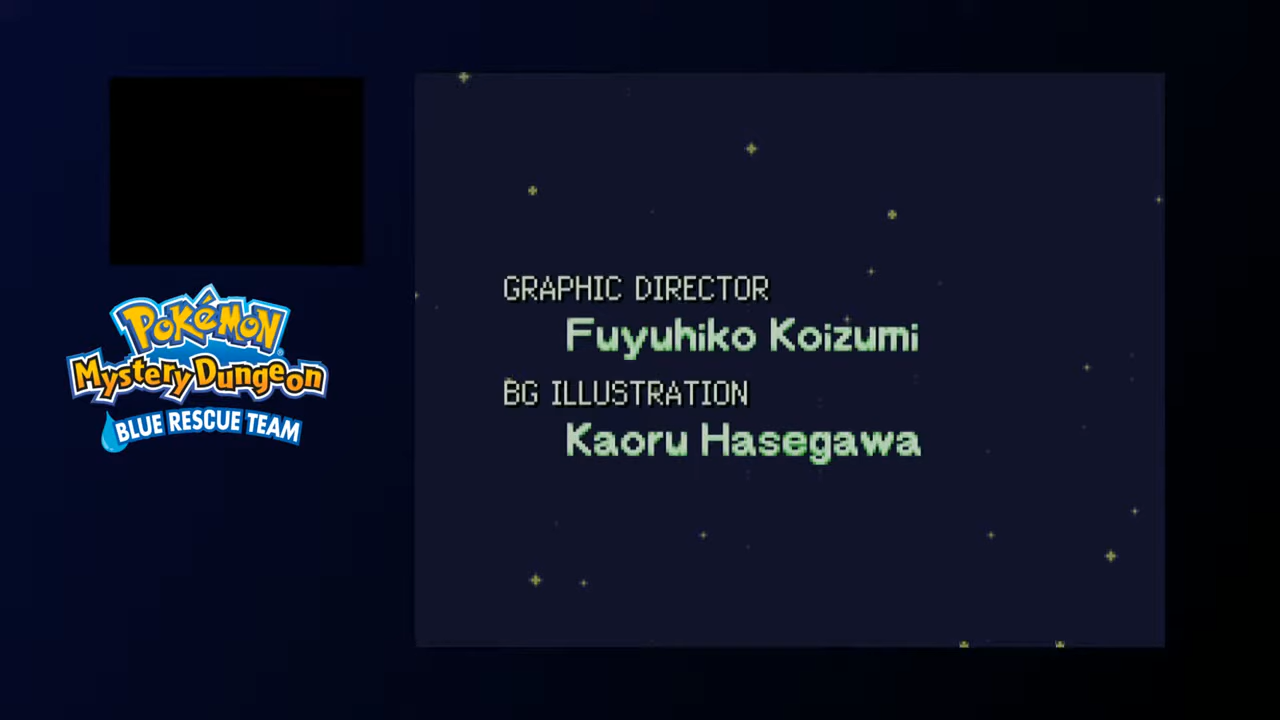 POKéMON
Mystery Dungeon
BLUE RESCUE TEAM
GRAPHIC DIRECTOR
Fuyuhiko Koizumi
BG ILLUSTRATION
Kaoru Hasegawa